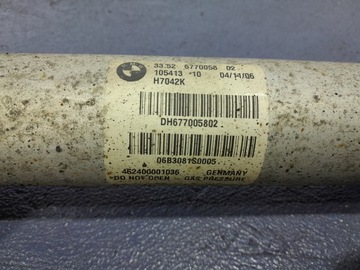 BMW
33.52 6770058 02
105413 10 04/14/06
H7042K
DH677005802
06B3081S0005
462400001036 GERMANY
DO NOT OPEN - GAS PRESSURE